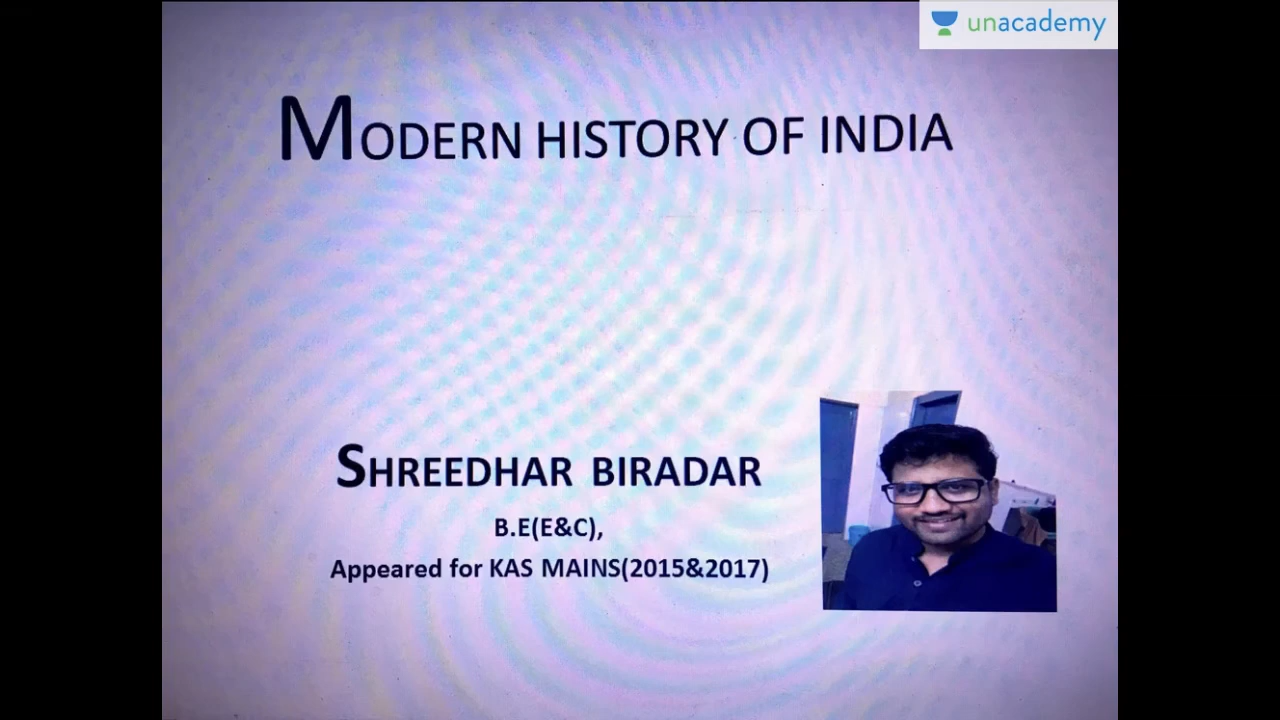 unacademy
MODERN HISTORY OF INDIA
SHREEDHAR BIRADAR
B.E(E&C),
Appeared for KAS MAINS(2015&2017)